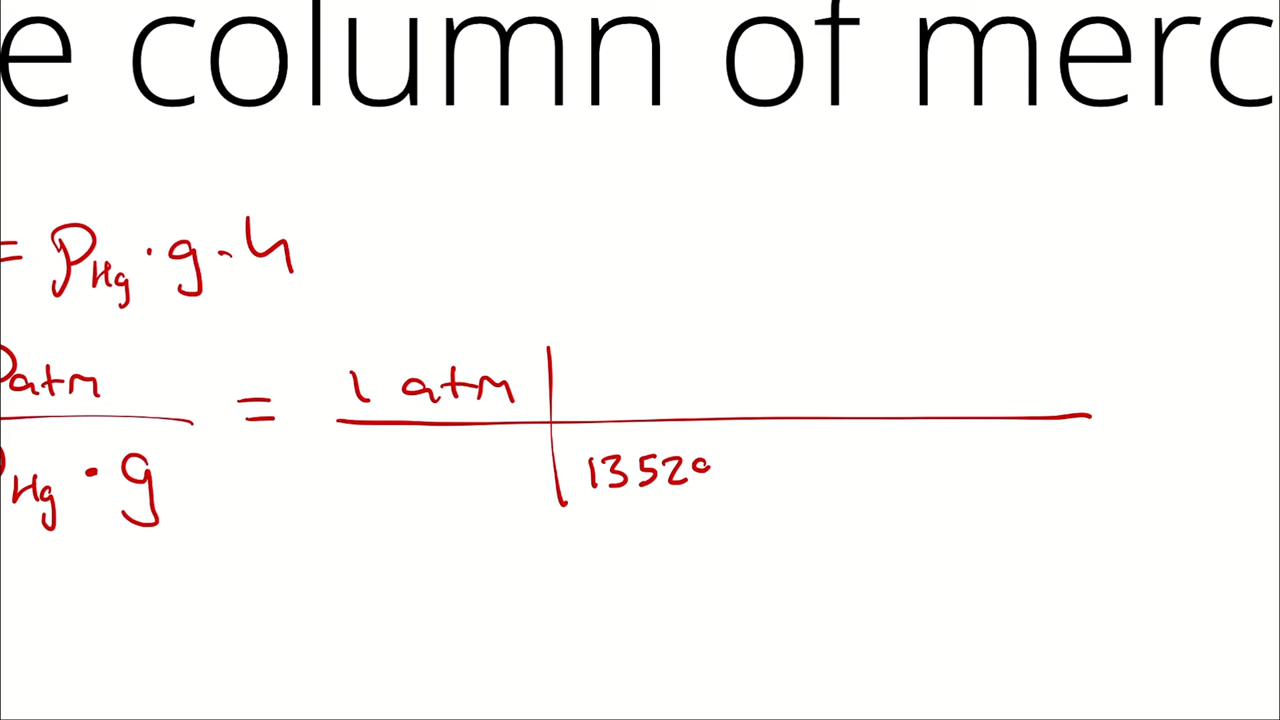 e column of merc
= ρHg · g · h
Patm = 1 atm
ρHg · g 13520